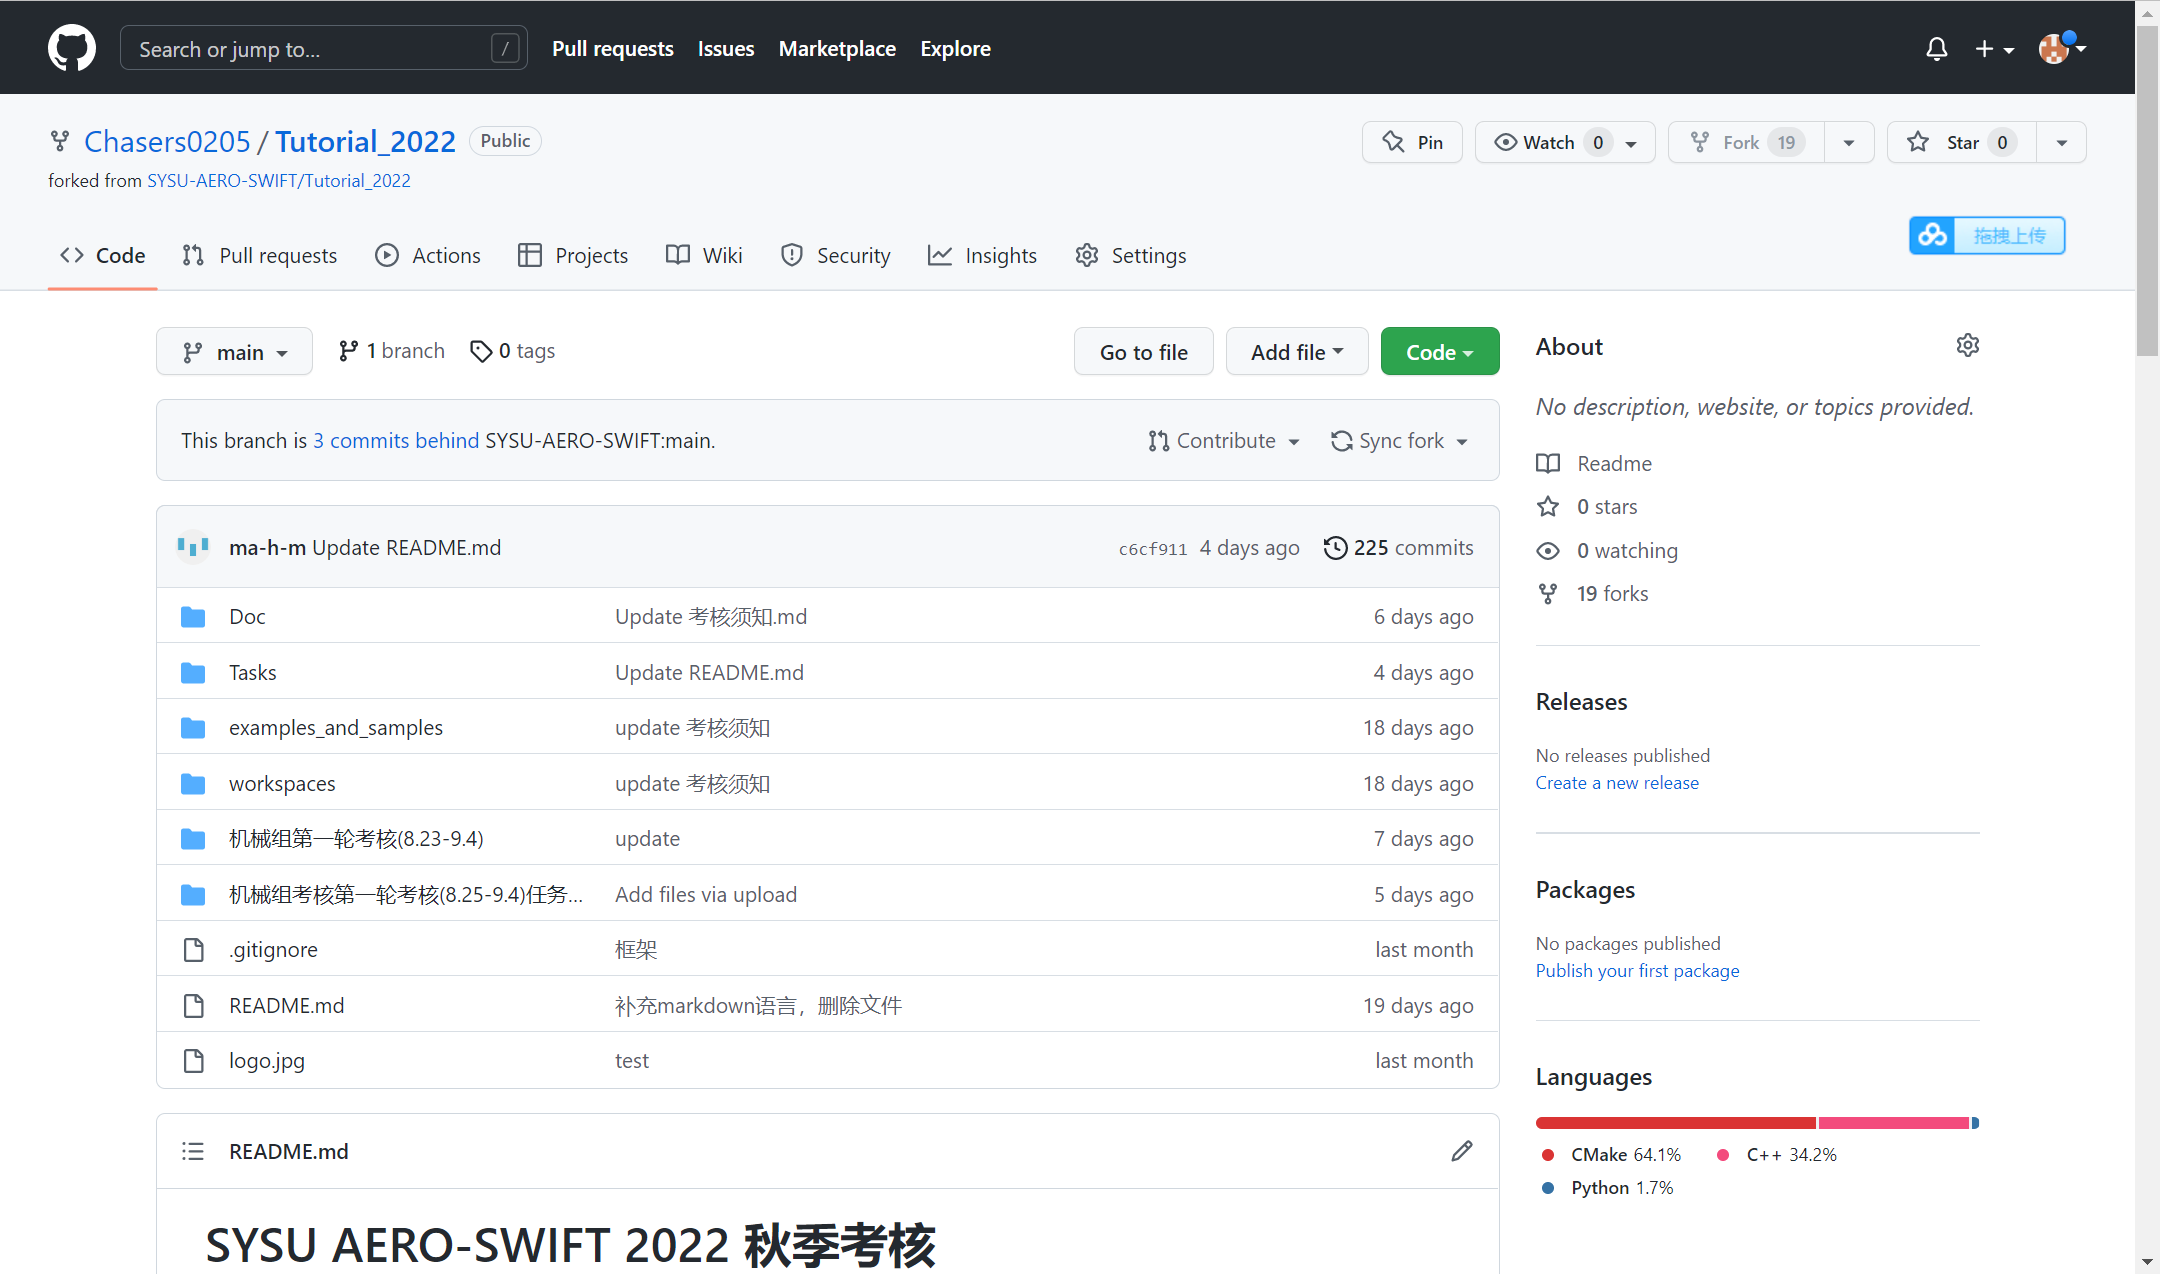 Search or jump to... /
Pull requests Issues Marketplace Explore
Chasers0205 / Tutorial_2022 Public
forked from SYSU-AERO-SWIFT/Tutorial_2022
Pin Watch 0 Fork 19 Star 0
拖拽上传
Code Pull requests Actions Projects Wiki Security Insights Settings
main 1 branch 0 tags Go to file Add file Code
This branch is 3 commits behind SYSU-AERO-SWIFT:main. Contribute Sync fork
ma-h-m Update README.md c6cf911 4 days ago 225 commits
Doc Update 考核须知.md 6 days ago
Tasks Update README.md 4 days ago
examples_and_samples update 考核须知 18 days ago
workspaces update 考核须知 18 days ago
机械组第一轮考核(8.23-9.4) update 7 days ago
机械组考核第一轮考核(8.25-9.4)任务... Add files via upload 5 days ago
.gitignore 框架 last month
README.md 补充markdown语言，删除文件 19 days ago
logo.jpg test last month
README.md
SYSU AERO-SWIFT 2022 秋季考核
About
No description, website, or topics provided.
Readme
0 stars
0 watching
19 forks
Releases
No releases published
Create a new release
Packages
No packages published
Publish your first package
Languages
CMake 64.1% C++ 34.2%
Python 1.7%